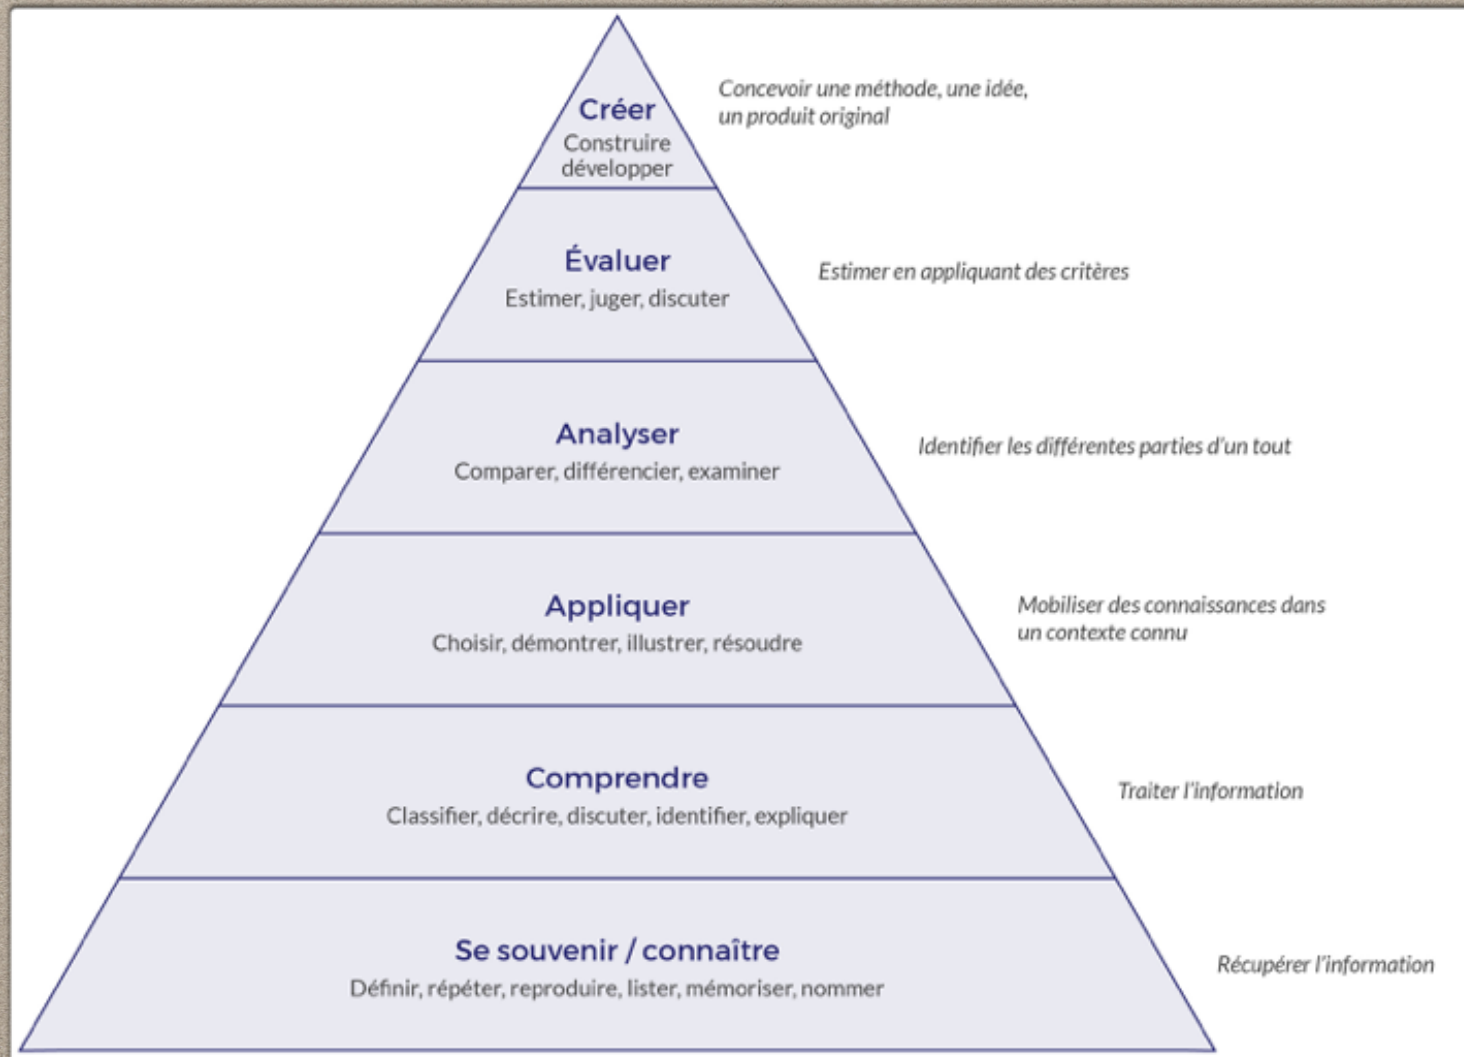 Créer
Construire
développer
Concevoir une méthode, une idée,
un produit original
Évaluer
Estimer, juger, discuter
Estimer en appliquant des critères
Analyser
Comparer, différencier, examiner
Identifier les différentes parties d'un tout
Appliquer
Choisir, démontrer, illustrer, résoudre
Mobiliser des connaissances dans
un contexte connu
Comprendre
Classifier, décrire, discuter, identifier, expliquer
Traiter l'information
Se souvenir / connaître
Définir, répéter, reproduire, lister, mémoriser, nommer
Récupérer l'information